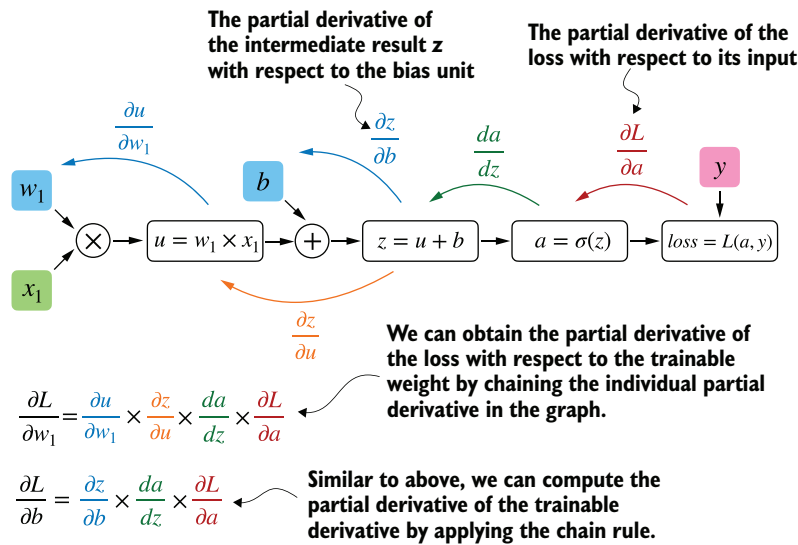 The partial derivative of
the intermediate result z
with respect to the bias unit
The partial derivative of the
loss with respect to its input
∂u/∂w₁
∂z/∂b
da/dz
∂L/∂a
w₁
b
y
×
u = w₁ × x₁
+
z = u + b
a = σ(z)
loss = L(a, y)
x₁
∂z/∂u
We can obtain the partial derivative of
the loss with respect to the trainable
weight by chaining the individual partial
derivative in the graph.
∂L/∂w₁ = ∂u/∂w₁ × ∂z/∂u × da/dz × ∂L/∂a
Similar to above, we can compute the
partial derivative of the trainable
derivative by applying the chain rule.
∂L/∂b = ∂z/∂b × da/dz × ∂L/∂a